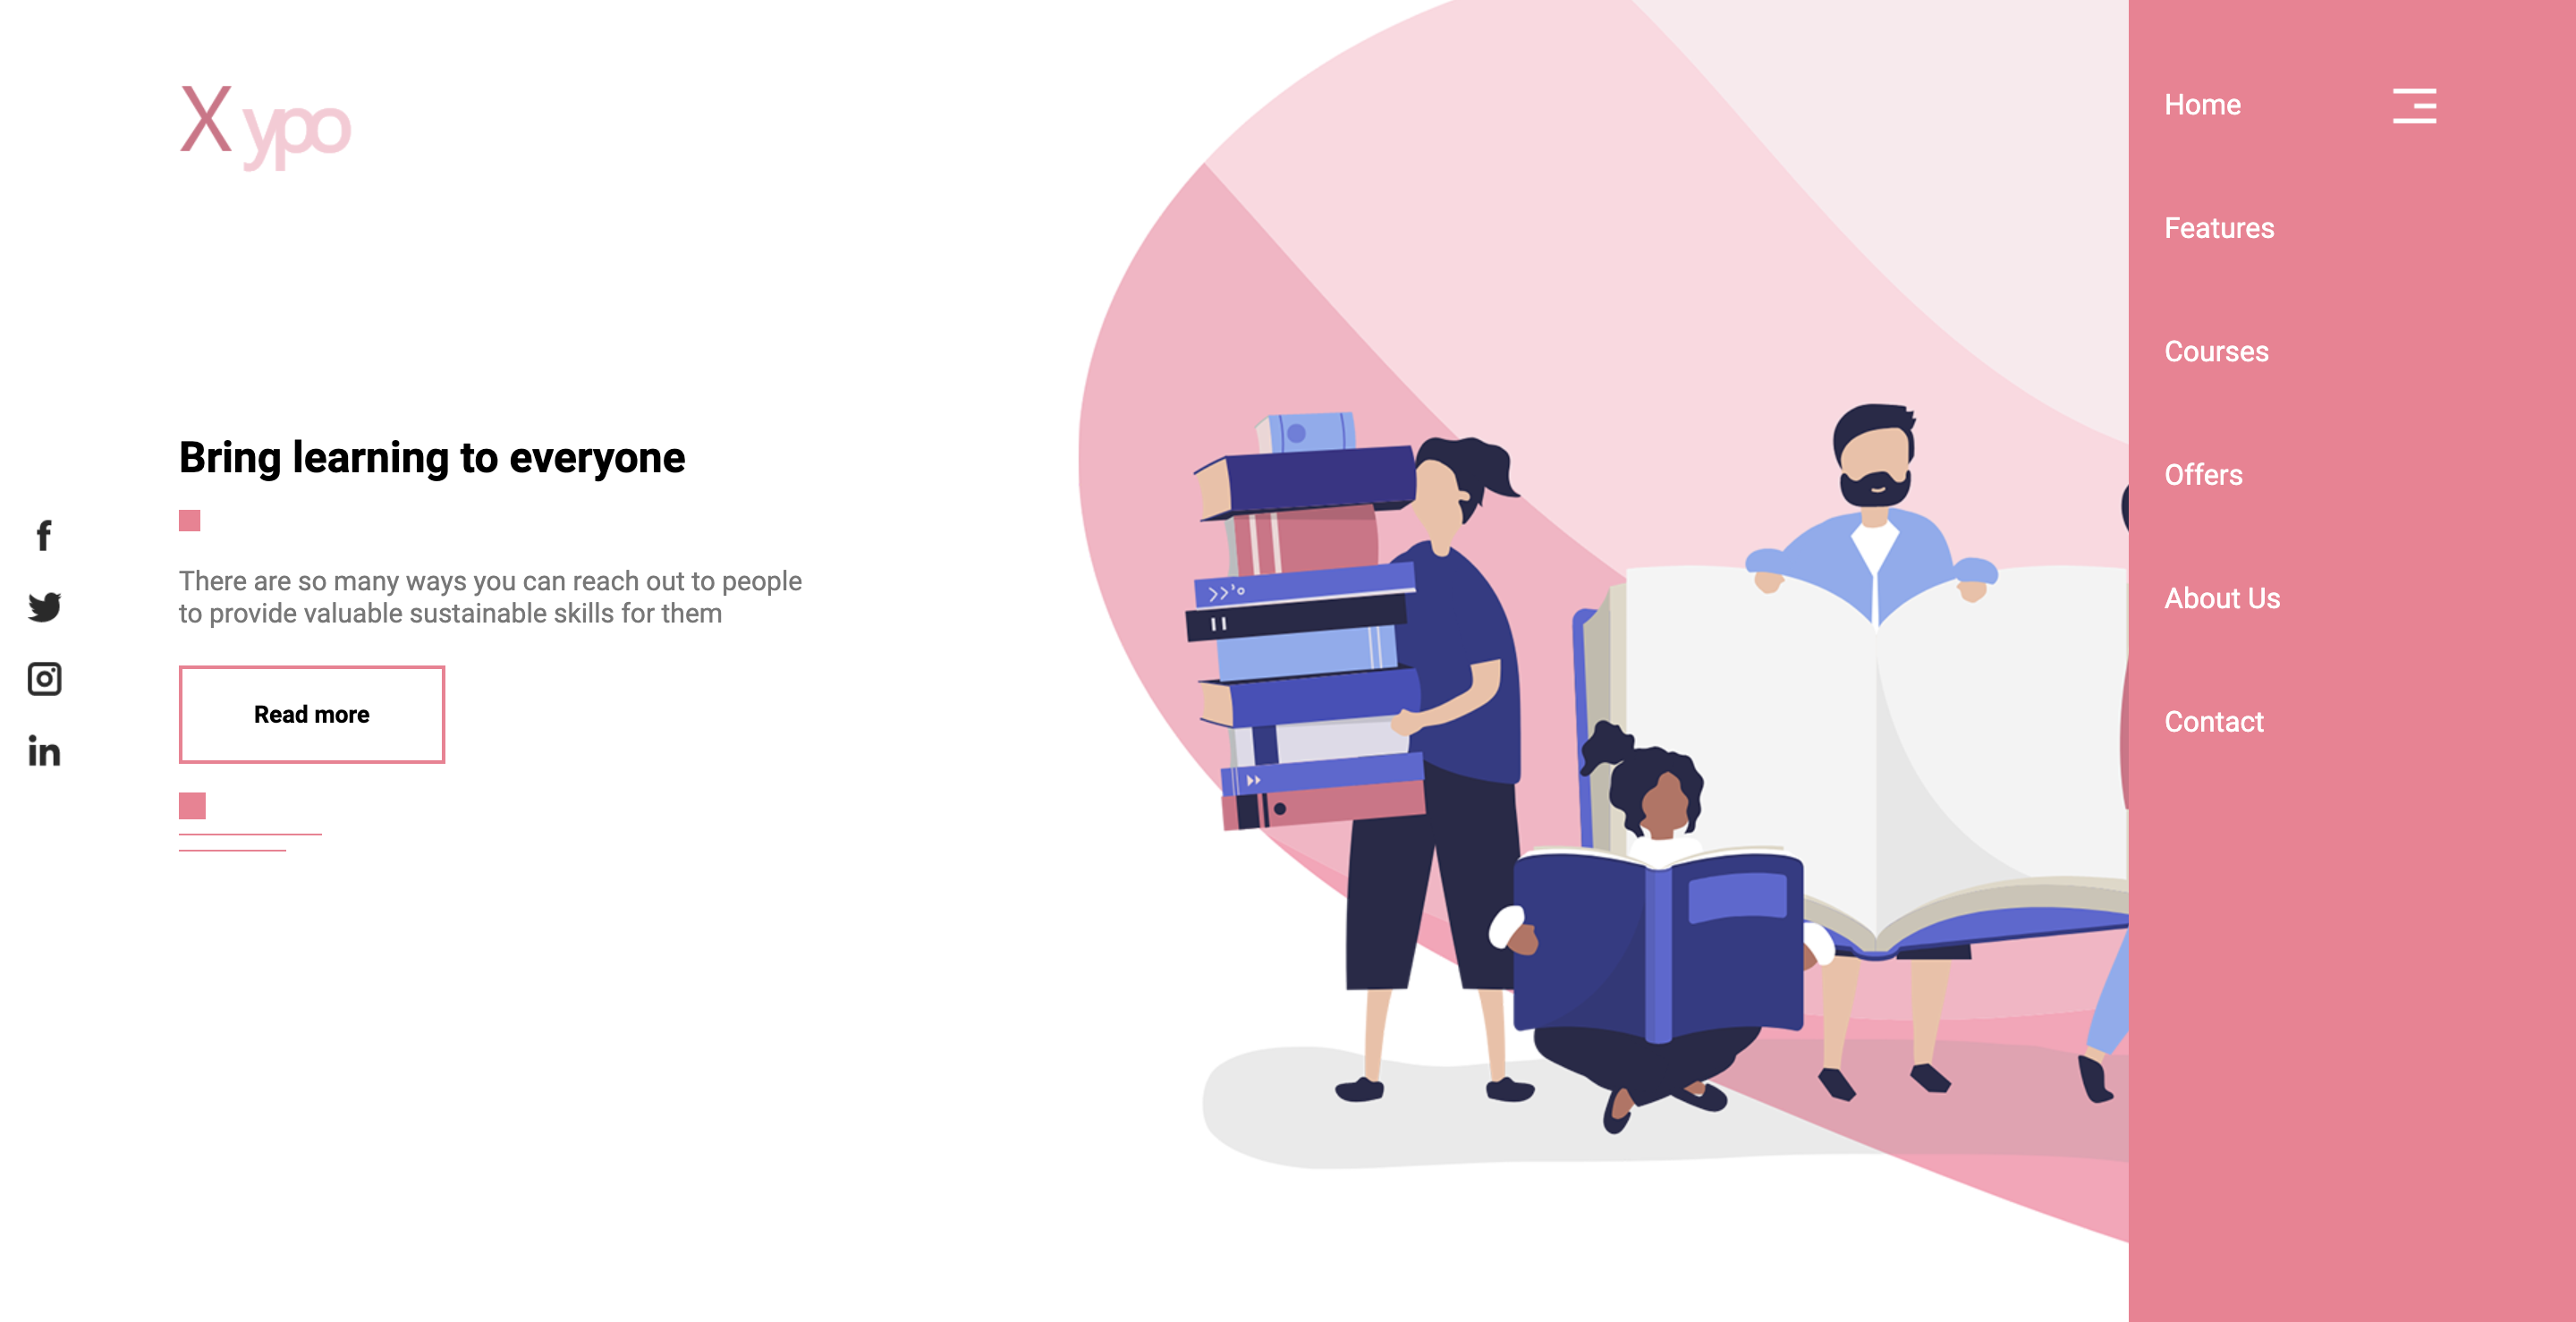 Xypo
Home
Features
Courses
Offers
About Us
Contact
Bring learning to everyone
There are so many ways you can reach out to people
to provide valuable sustainable skills for them
Read more
f
in